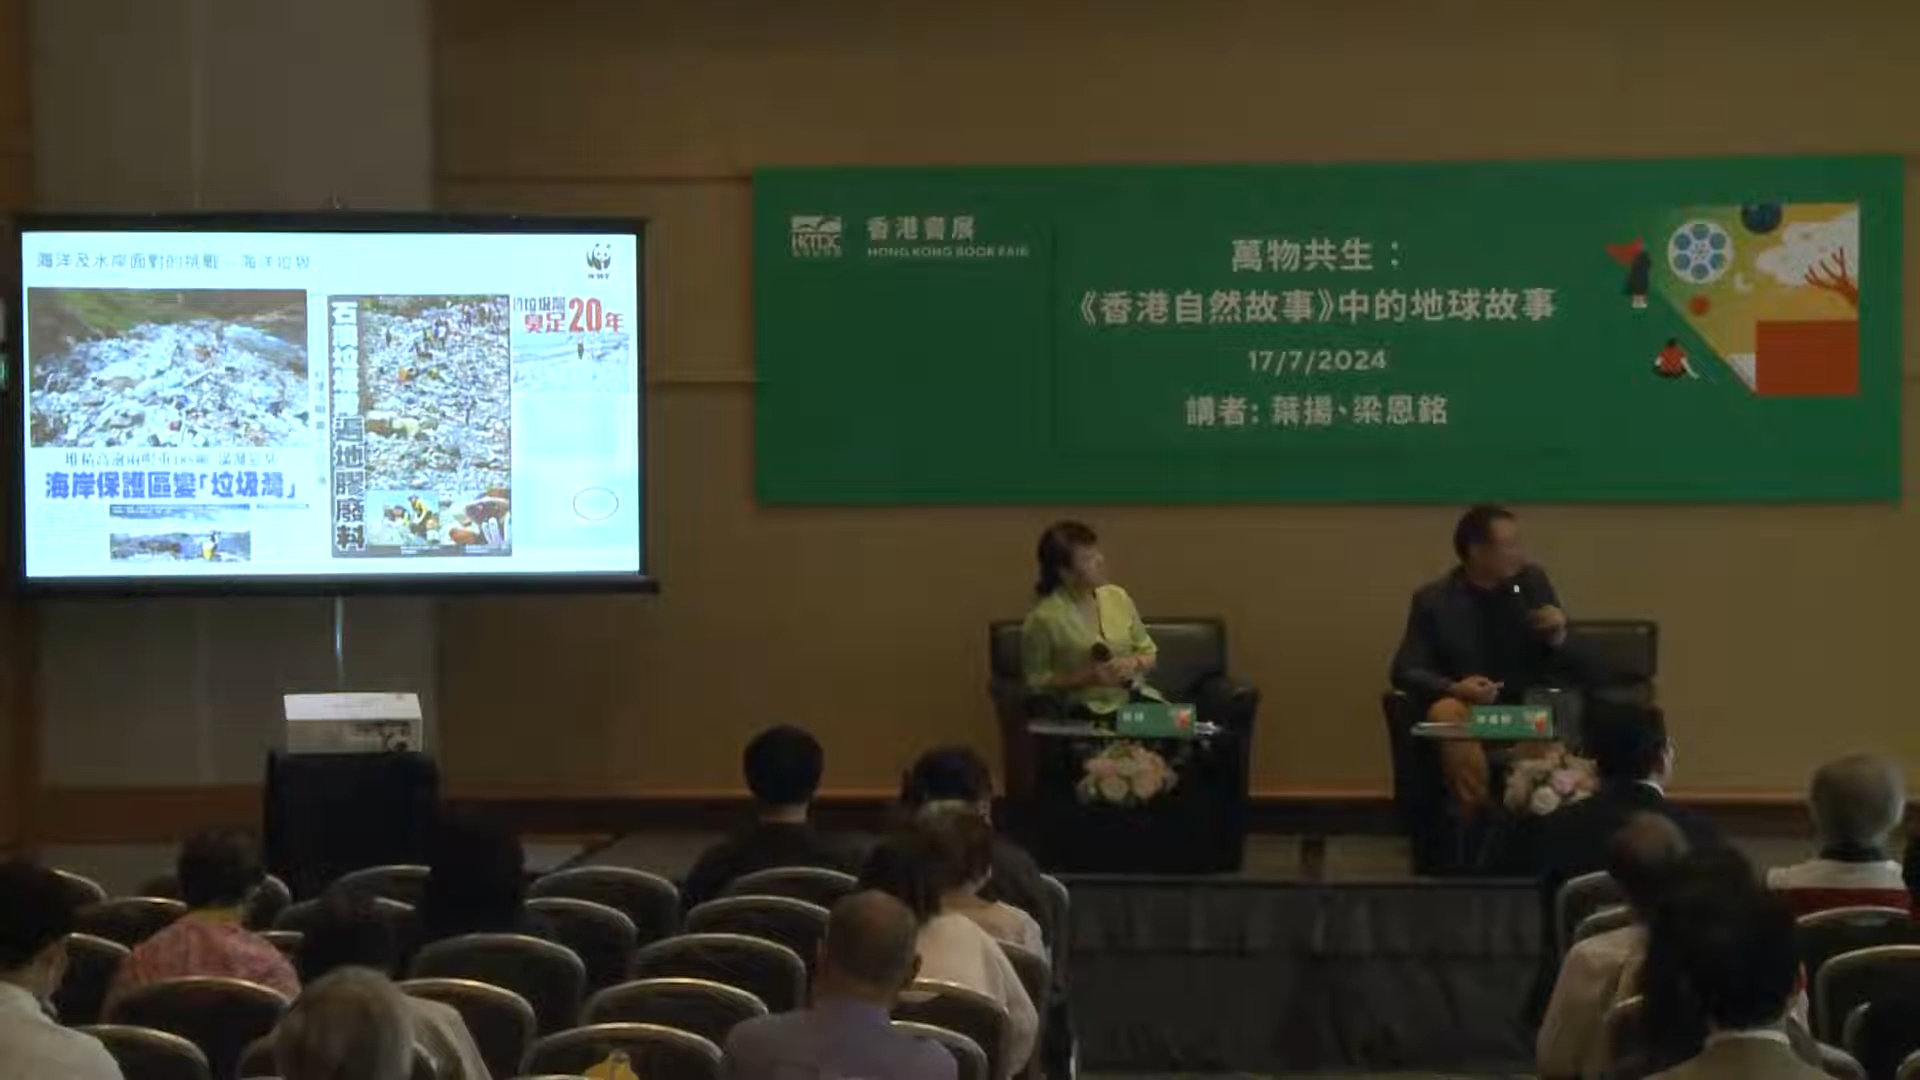 海洋及水岸面對的挑戰 - 海洋垃圾
WWF
海岸保護區變「垃圾灣」
遍地膠廢料
臭足20年
HKTDC
香港書展
HONG KONG BOOK FAIR
萬物共生：
《香港自然故事》中的地球故事
17/7/2024
講者: 葉揚、梁恩銘